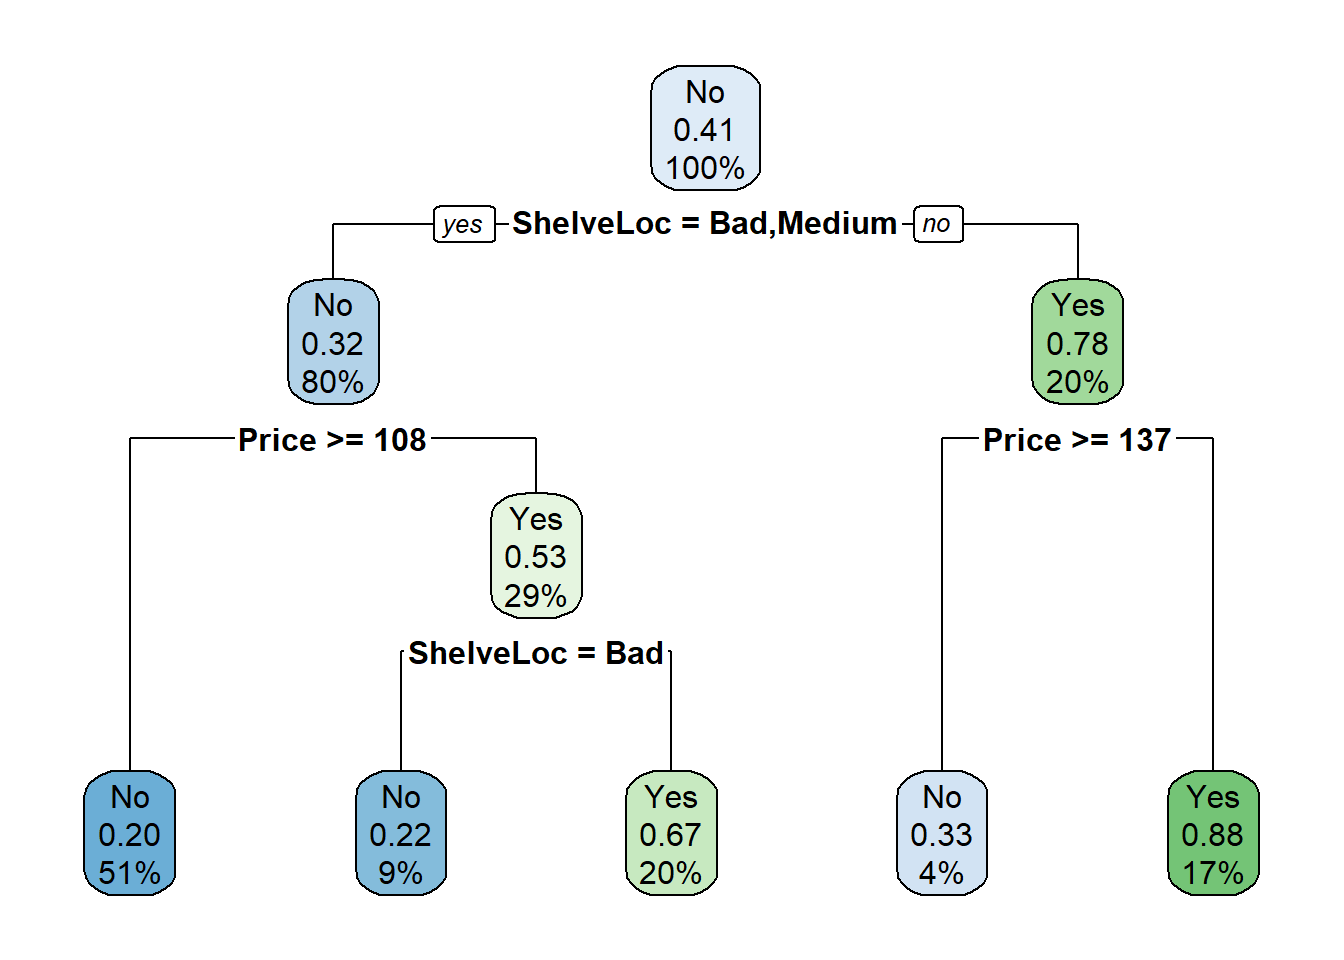 No
0.41
100%
yes ShelveLoc = Bad,Medium no
No
0.32
80%
Yes
0.78
20%
Price >= 108
Price >= 137
Yes
0.53
29%
ShelveLoc = Bad
No
0.20
51%
No
0.22
9%
Yes
0.67
20%
No
0.33
4%
Yes
0.88
17%